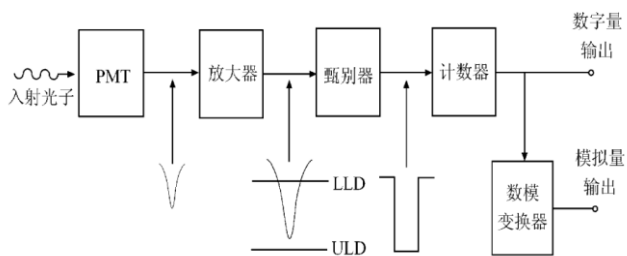 入射光子
PMT
放大器
甄别器
计数器
数字量
输出
LLD
ULD
数模
变换器
模拟量
输出